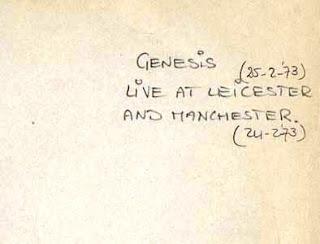 GENESIS (25-2-'73)
LIVE AT LEICESTER
AND MANCHESTER.
(24-2-'73)